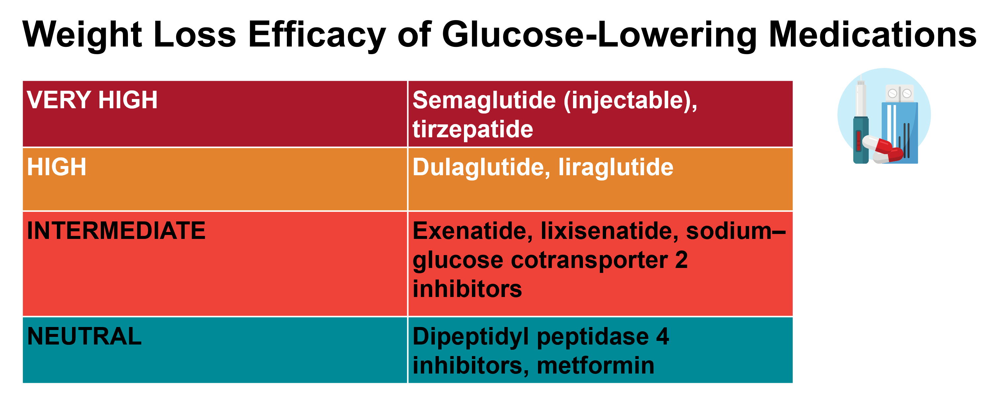 Weight Loss Efficacy of Glucose-Lowering Medications
VERY HIGH
Semaglutide (injectable),
tirzepatide
HIGH
Dulaglutide, liraglutide
INTERMEDIATE
Exenatide, lixisenatide, sodium–
glucose cotransporter 2
inhibitors
NEUTRAL
Dipeptidyl peptidase 4
inhibitors, metformin